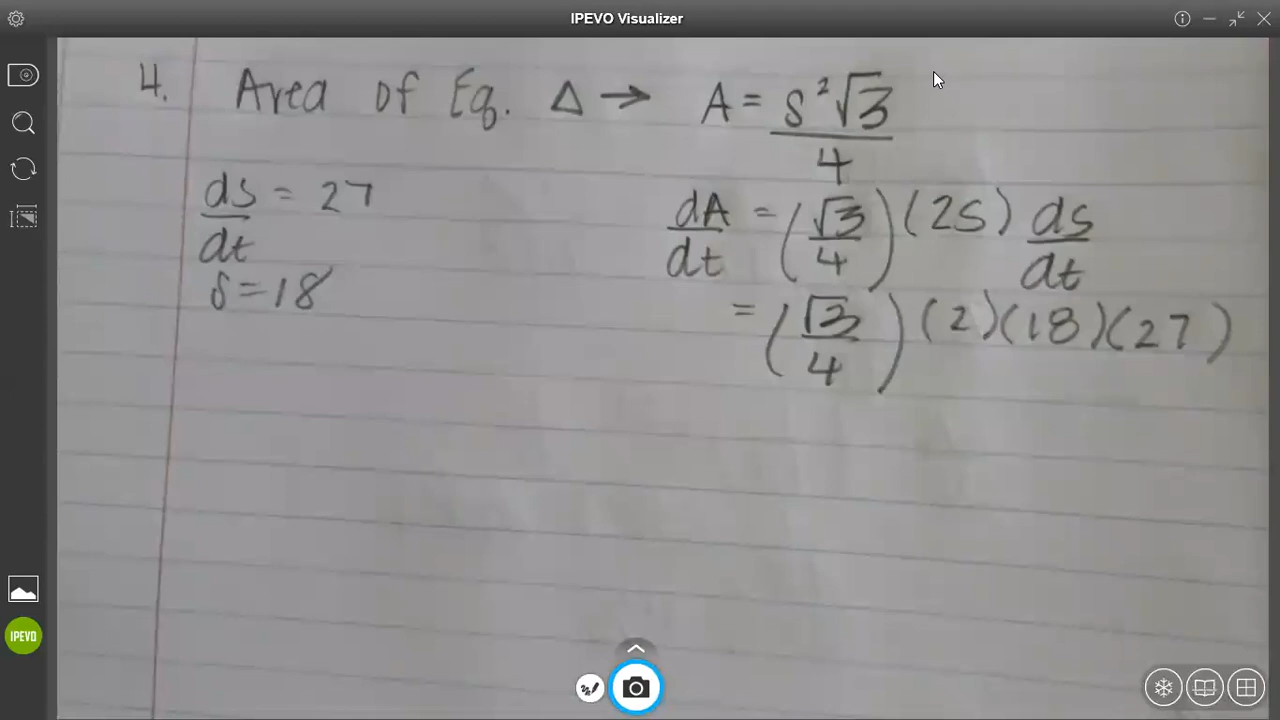 IPEVO Visualizer
4. Area of Eq. △ → A = s²√3/4
ds/dt = 27
s = 18
dA/dt = (√3/4)(2s) ds/dt
= (√3/4)(2)(18)(27)
IPEVO